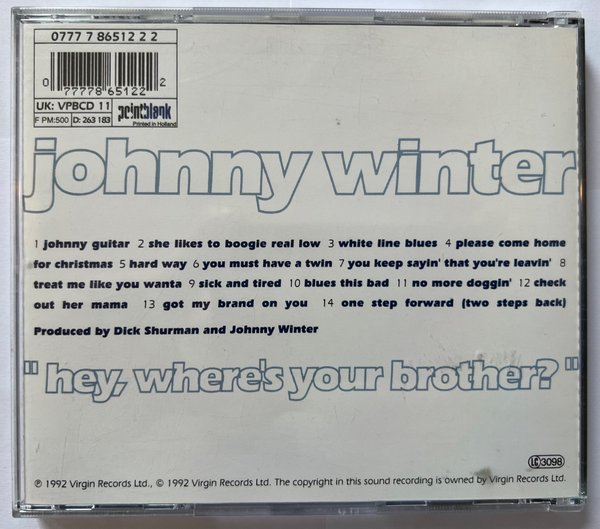 0777 7 86512 2 2
0 77778 65122 2
UK: VPBCD 11
pointblank
F PM:500 D: 263 183 Printed in Holland
johnny winter
1 johnny guitar 2 she likes to boogie real low 3 white line blues 4 please come home
for christmas 5 hard way 6 you must have a twin 7 you keep sayin' that you're leavin' 8
treat me like you wanta 9 sick and tired 10 blues this bad 11 no more doggin' 12 check
out her mama 13 got my brand on you 14 one step forward (two steps back)
Produced by Dick Shurman and Johnny Winter
"hey, where's your brother?"
LC 3098
℗ 1992 Virgin Records Ltd., © 1992 Virgin Records Ltd. The copyright in this sound recording is owned by Virgin Records Ltd.